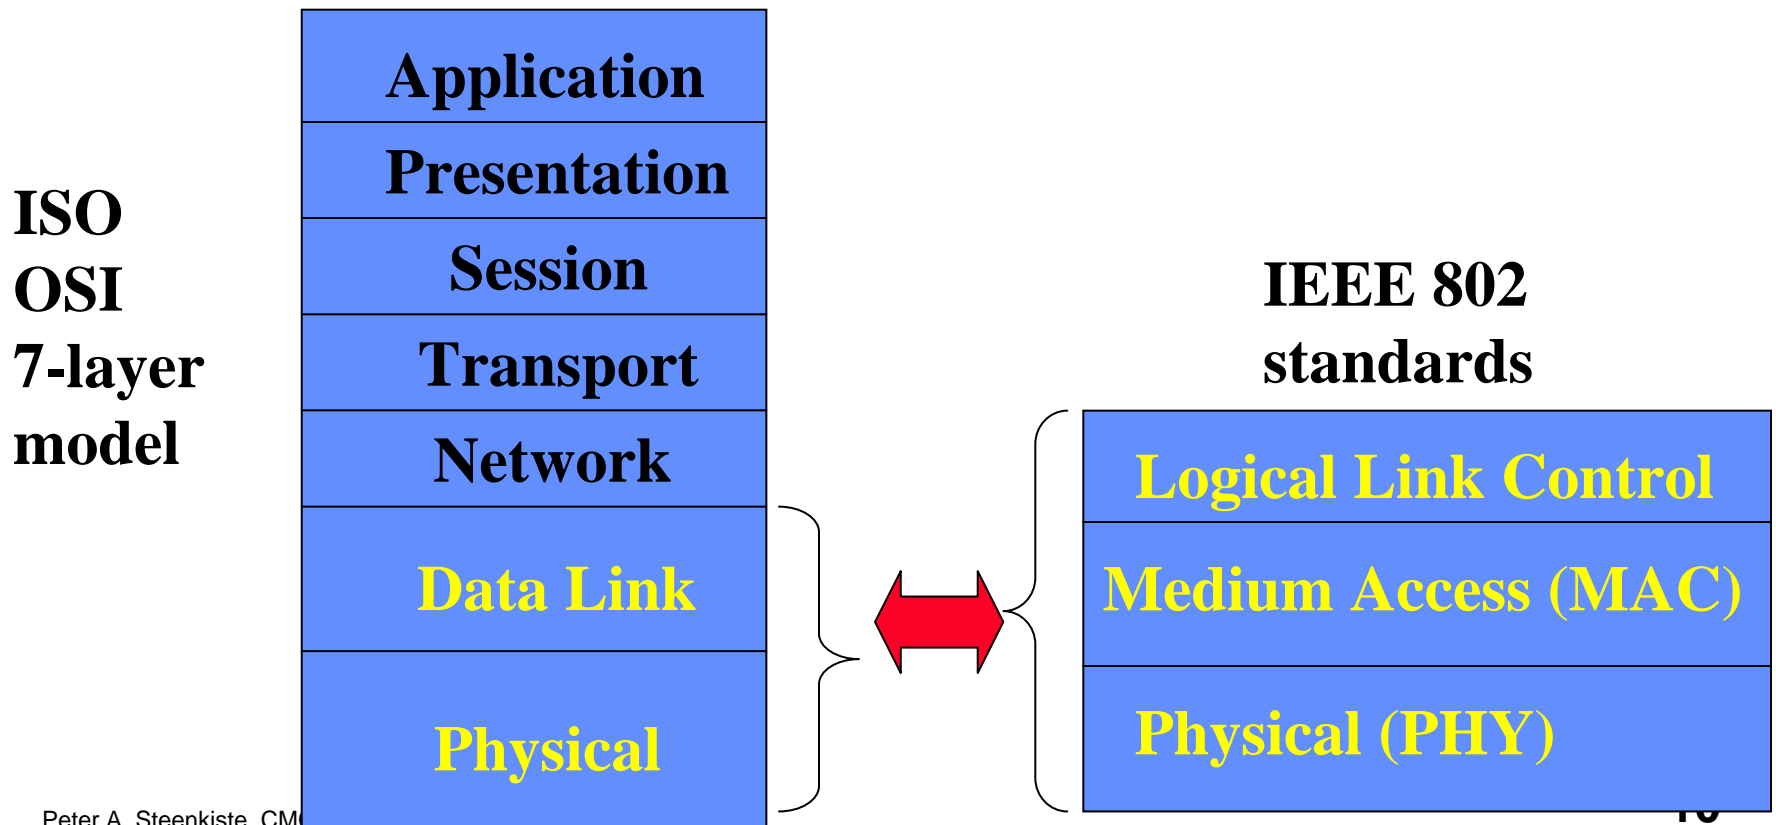 ISO
OSI
7-layer
model
Application
Presentation
Session
Transport
Network
Data Link
Physical
IEEE 802
standards
Logical Link Control
Medium Access (MAC)
Physical (PHY)
Peter A. Steenkiste, CM